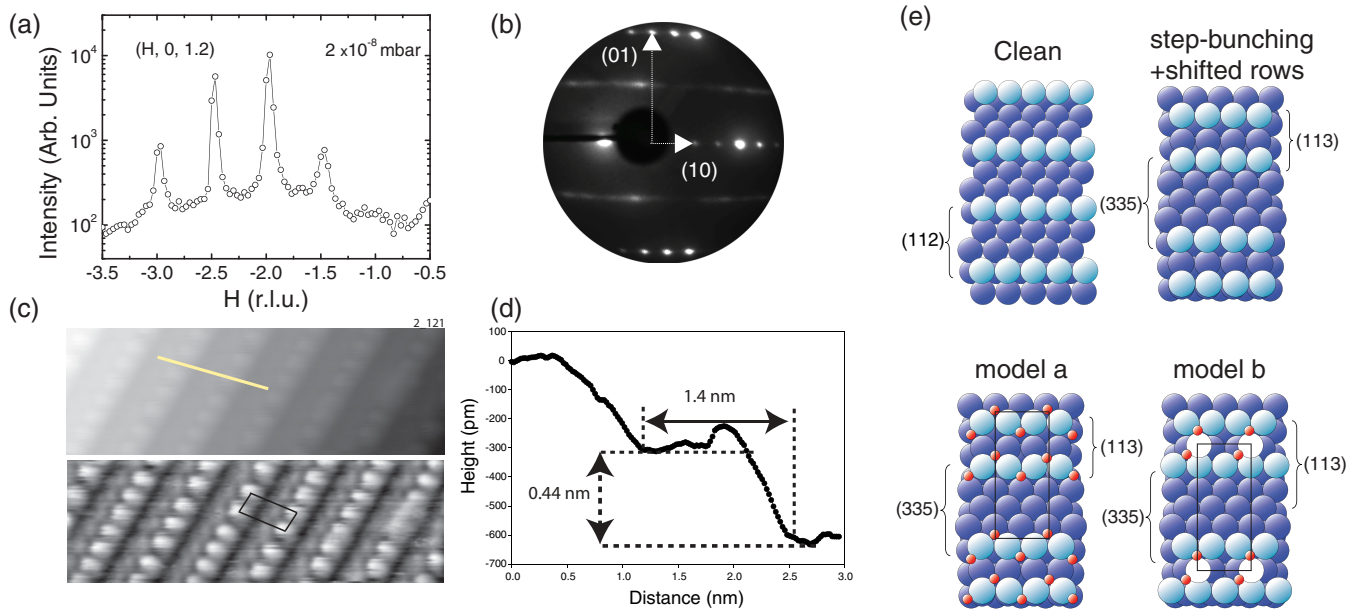 (a)
Intensity (Arb. Units)
10⁴
10³
10²
(H, 0, 1.2)
2 x10⁻⁸ mbar
-3.5 -3.0 -2.5 -2.0 -1.5 -1.0 -0.5
H (r.l.u.)
(b)
(01)
(10)
(c)
2_121
(d)
Height (pm)
100
0
-100
-200
-300
-400
-500
-600
-700
1.4 nm
0.44 nm
0.0 0.5 1.0 1.5 2.0 2.5 3.0
Distance (nm)
(e)
Clean
(112)
step-bunching
+shifted rows
(113)
(335)
model a
(113)
(335)
model b
(113)
(335)